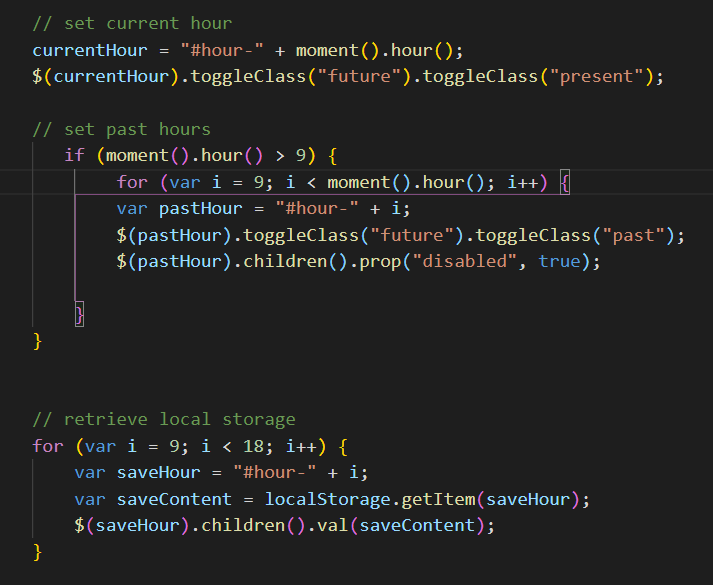 // set current hour
currentHour = "#hour-" + moment().hour();
$(currentHour).toggleClass("future").toggleClass("present");
// set past hours
if (moment().hour() > 9) {
for (var i = 9; i < moment().hour(); i++) {
var pastHour = "#hour-" + i;
$(pastHour).toggleClass("future").toggleClass("past");
$(pastHour).children().prop("disabled", true);
}
}
// retrieve local storage
for (var i = 9; i < 18; i++) {
var saveHour = "#hour-" + i;
var saveContent = localStorage.getItem(saveHour);
$(saveHour).children().val(saveContent);
}